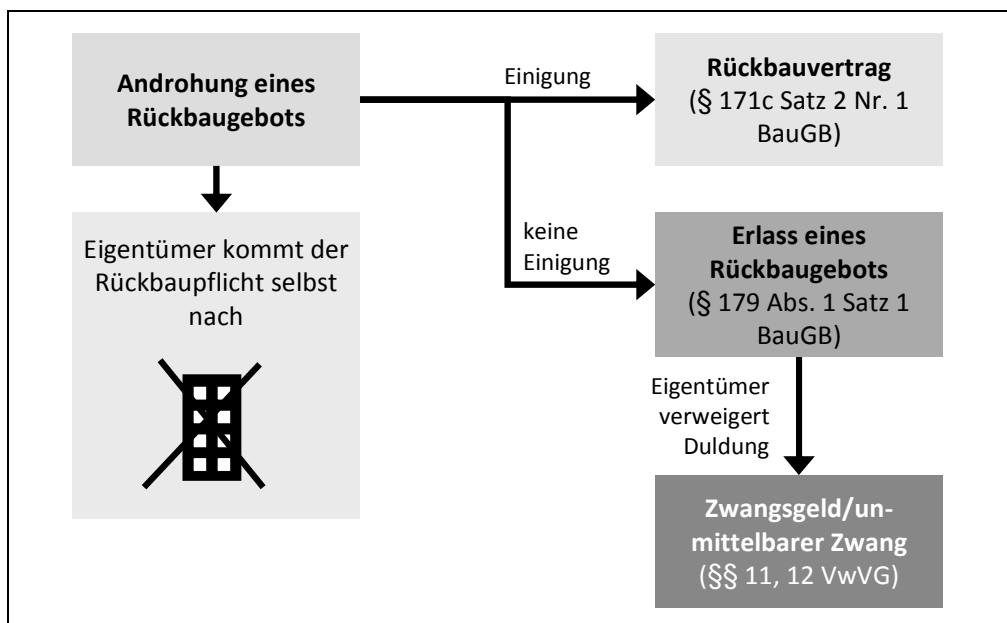 Androhung eines
Rückbaugebots
Einigung
Rückbauvertrag
(§ 171c Satz 2 Nr. 1
BauGB)
Eigentümer kommt der
Rückbaupflicht selbst
nach
keine
Einigung
Erlass eines
Rückbaugebots
(§ 179 Abs. 1 Satz 1
BauGB)
Eigentümer
verweigert
Duldung
Zwangsgeld/un-
mittelbarer Zwang
(§§ 11, 12 VwVG)